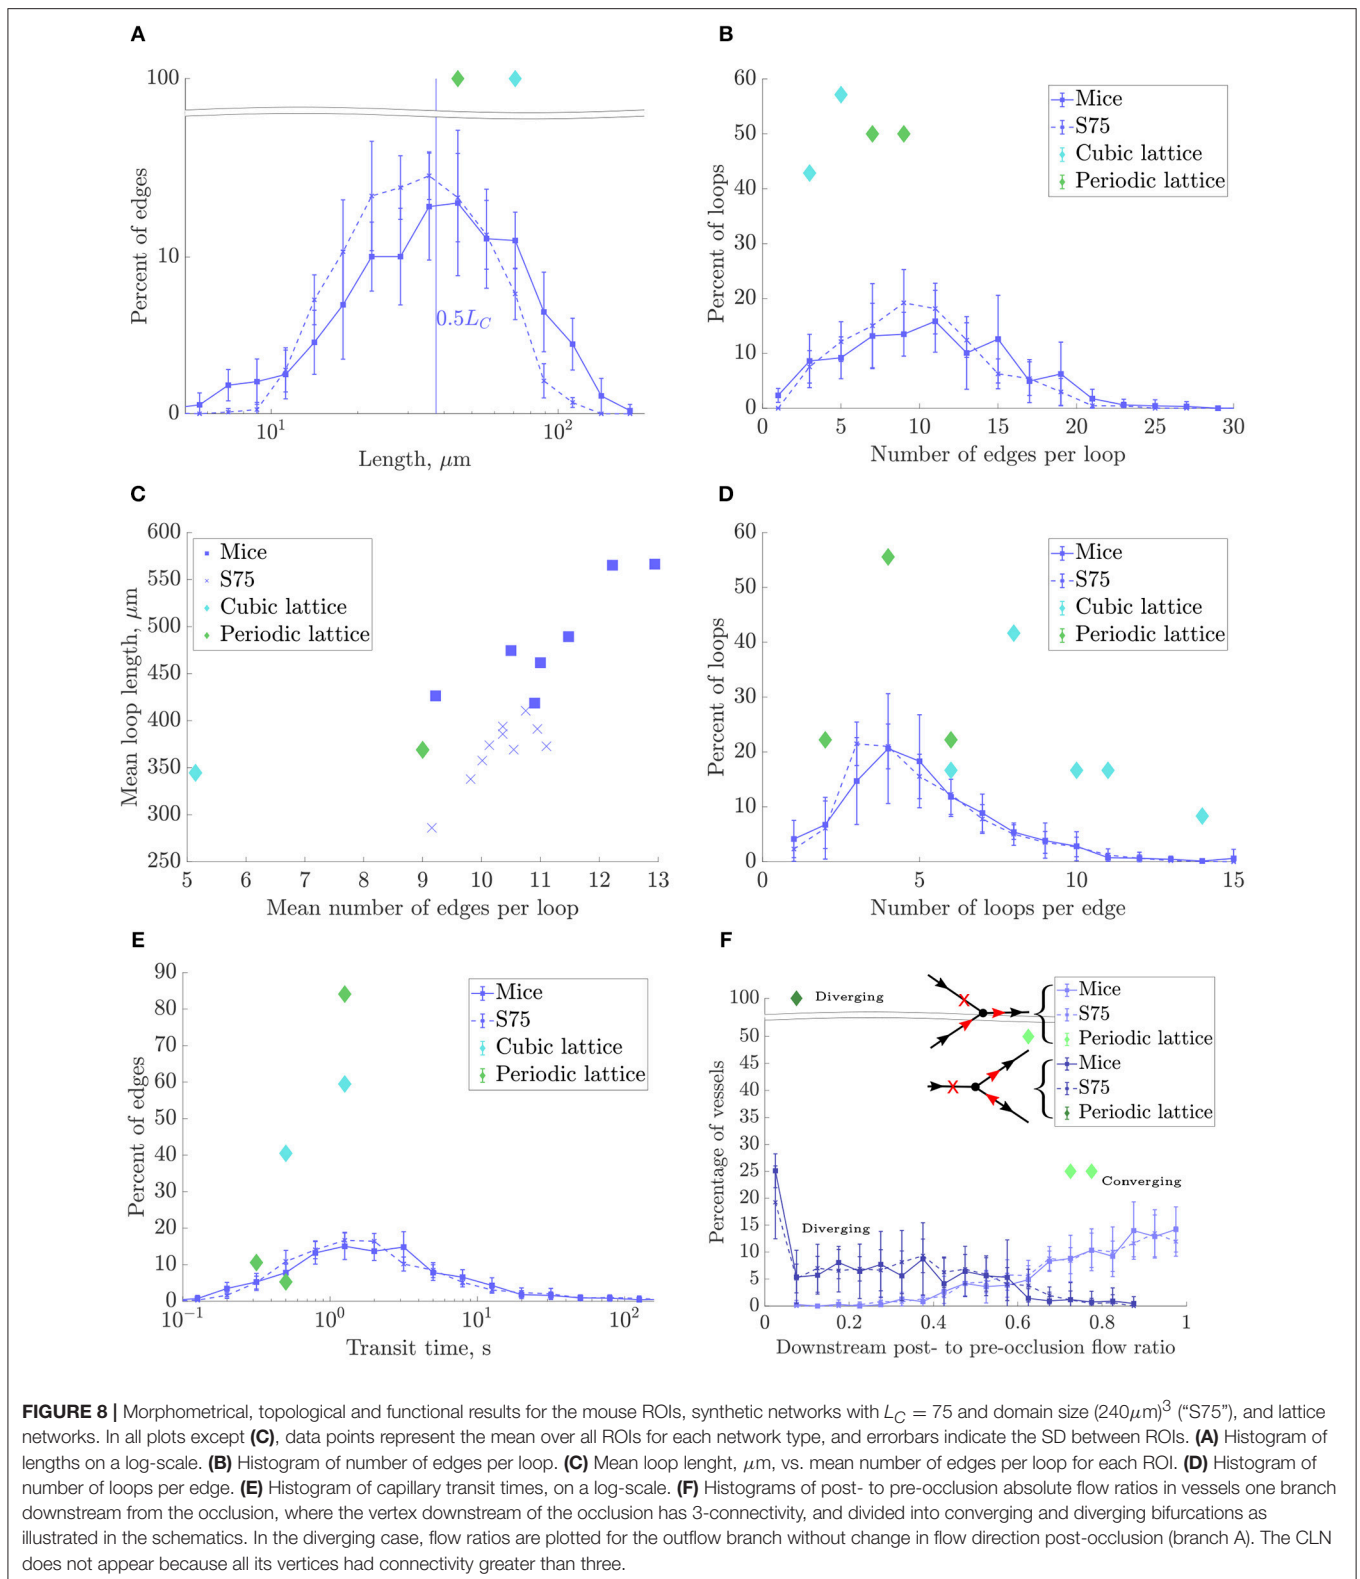 A
100
10
0
Percent of edges
0.5L_C
10¹
10²
Length, μm
B
60
50
40
30
20
10
0
Percent of loops
Mice
S75
Cubic lattice
Periodic lattice
0
5
10
15
20
25
30
Number of edges per loop
C
600
550
500
450
400
350
300
250
Mean loop length, μm
Mice
S75
Cubic lattice
Periodic lattice
5
6
7
8
9
10
11
12
13
Mean number of edges per loop
D
60
50
40
30
20
10
0
Percent of loops
Mice
S75
Cubic lattice
Periodic lattice
0
5
10
15
Number of loops per edge
E
90
80
70
60
50
40
30
20
10
0
Percent of edges
Mice
S75
Cubic lattice
Periodic lattice
10⁻¹
10⁰
10¹
10²
Transit time, s
F
100
50
45
40
35
30
25
20
15
10
5
0
Percentage of vessels
Diverging
Mice
S75
Periodic lattice
Mice
S75
Periodic lattice
Converging
Diverging
0
0.2
0.4
0.6
0.8
1
Downstream post- to pre-occlusion flow ratio
FIGURE 8 | Morphometrical, topological and functional results for the mouse ROIs, synthetic networks with L_C = 75 and domain size (240μm)³ (“S75”), and lattice
networks. In all plots except (C), data points represent the mean over all ROIs for each network type, and errorbars indicate the SD between ROIs. (A) Histogram of
lengths on a log-scale. (B) Histogram of number of edges per loop. (C) Mean loop lenght, μm, vs. mean number of edges per loop for each ROI. (D) Histogram of
number of loops per edge. (E) Histogram of capillary transit times, on a log-scale. (F) Histograms of post- to pre-occlusion absolute flow ratios in vessels one branch
downstream from the occlusion, where the vertex downstream of the occlusion has 3-connectivity, and divided into converging and diverging bifurcations as
illustrated in the schematics. In the diverging case, flow ratios are plotted for the outflow branch without change in flow direction post-occlusion (branch A). The CLN
does not appear because all its vertices had connectivity greater than three.